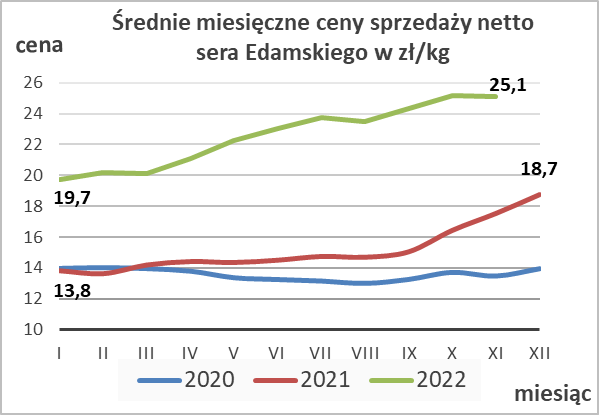 Średnie miesięczne ceny sprzedaży netto
sera Edamskiego w zł/kg
cena
26
24
22
20
18
16
14
12
10
25,1
18,7
19,7
13,8
I II III IV V VI VII VIII IX X XI XII
2020 2021 2022
miesiąc